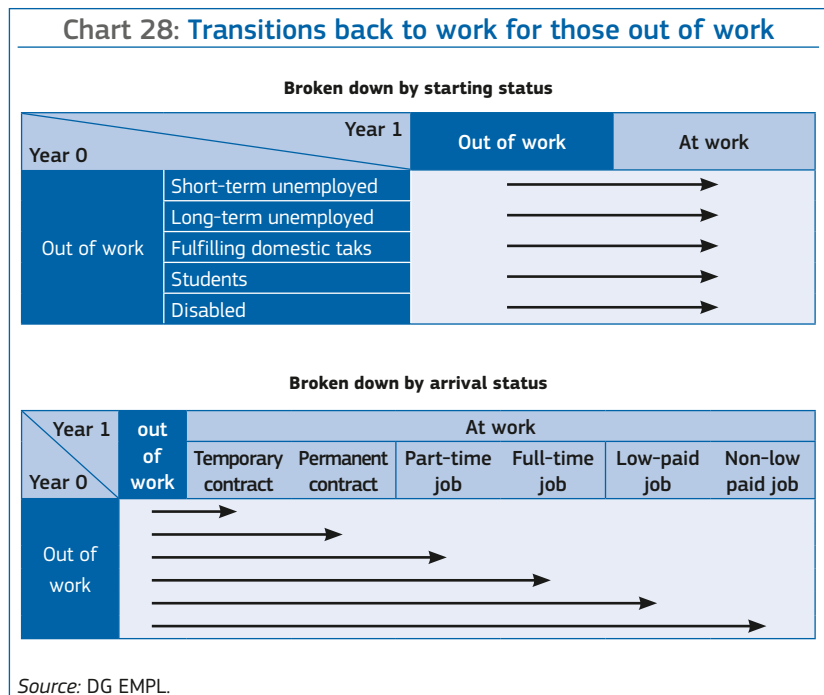 Chart 28: Transitions back to work for those out of work
Broken down by starting status
Year 1
Year 0
Out of work
At work
Out of work
Short-term unemployed
Long-term unemployed
Fulfilling domestic taks
Students
Disabled
Broken down by arrival status
Year 1
Year 0
out
of
work
At work
Temporary
contract
Permanent
contract
Part-time
job
Full-time
job
Low-paid
job
Non-low
paid job
Out of
work
Source: DG EMPL.